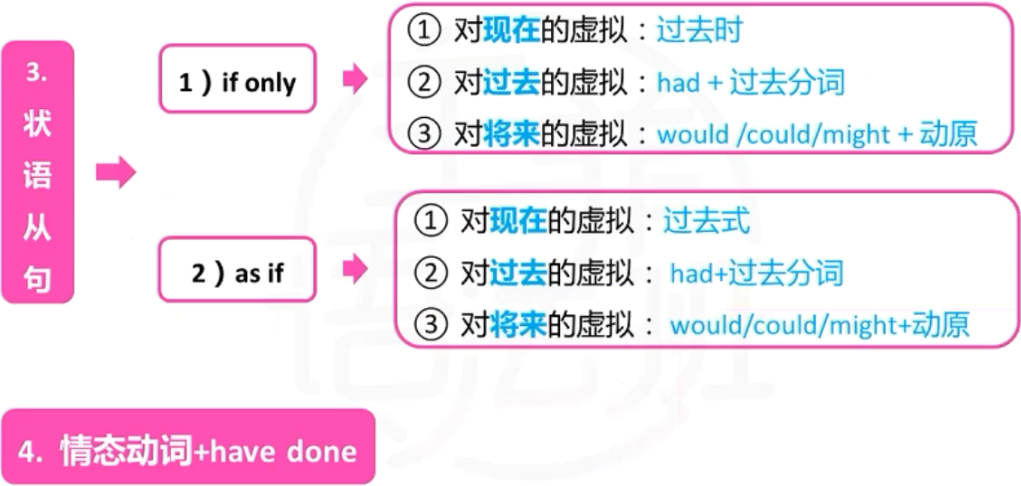 3.
状
语
从
句
1）if only
① 对现在的虚拟：过去时
② 对过去的虚拟：had + 过去分词
③ 对将来的虚拟：would /could/might + 动原
2）as if
① 对现在的虚拟：过去式
② 对过去的虚拟： had+过去分词
③ 对将来的虚拟： would/could/might+动原
4. 情态动词+have done